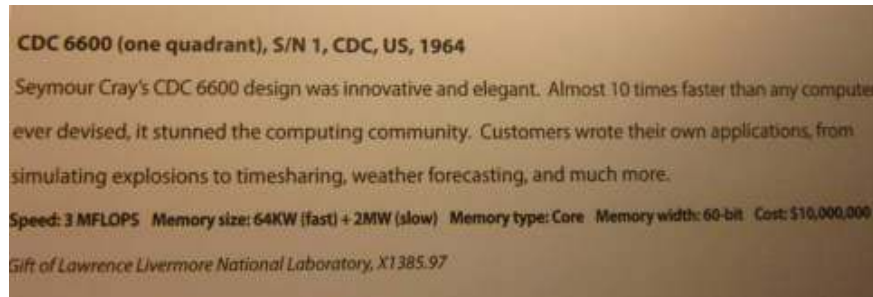 CDC 6600 (one quadrant), S/N 1, CDC, US, 1964
Seymour Cray's CDC 6600 design was innovative and elegant. Almost 10 times faster than any computer
ever devised, it stunned the computing community. Customers wrote their own applications, from
simulating explosions to timesharing, weather forecasting, and much more.
Speed: 3 MFLOPS Memory size: 64KW (fast) + 2MW (slow) Memory type: Core Memory width: 60-bit Cost: $10,000,000
Gift of Lawrence Livermore National Laboratory, X1385.97